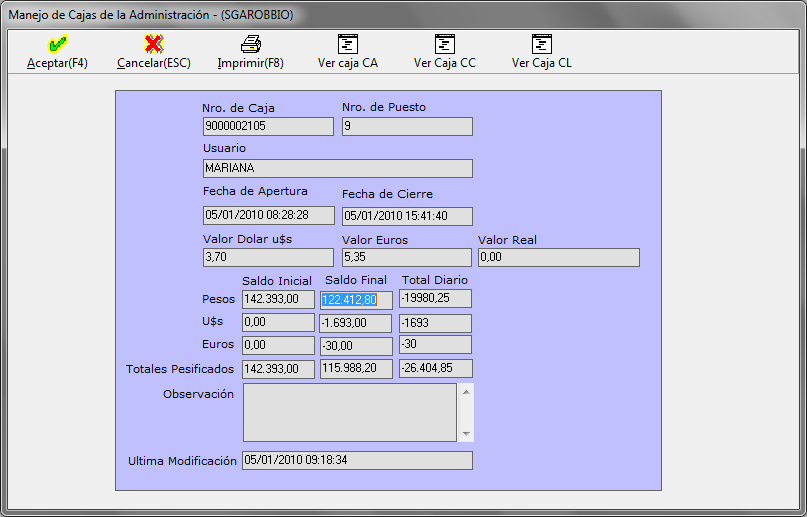 Manejo de Cajas de la Administración - (SGAROBBIO)
Aceptar(F4) Cancelar(ESC) Imprimir(F8) Ver caja CA Ver Caja CC Ver Caja CL
Nro. de Caja Nro. de Puesto
9000002105 9
Usuario
MARIANA
Fecha de Apertura Fecha de Cierre
05/01/2010 08:28:28 05/01/2010 15:41:40
Valor Dolar u$s Valor Euros Valor Real
3,70 5,35 0,00
Saldo Inicial Saldo Final Total Diario
Pesos 142.393,00 122.412,80 -19980,25
U$s 0,00 -1.693,00 -1693
Euros 0,00 -30,00 -30
Totales Pesificados 142.393,00 115.988,20 -26.404,85
Observación
Ultima Modificación 05/01/2010 09:18:34